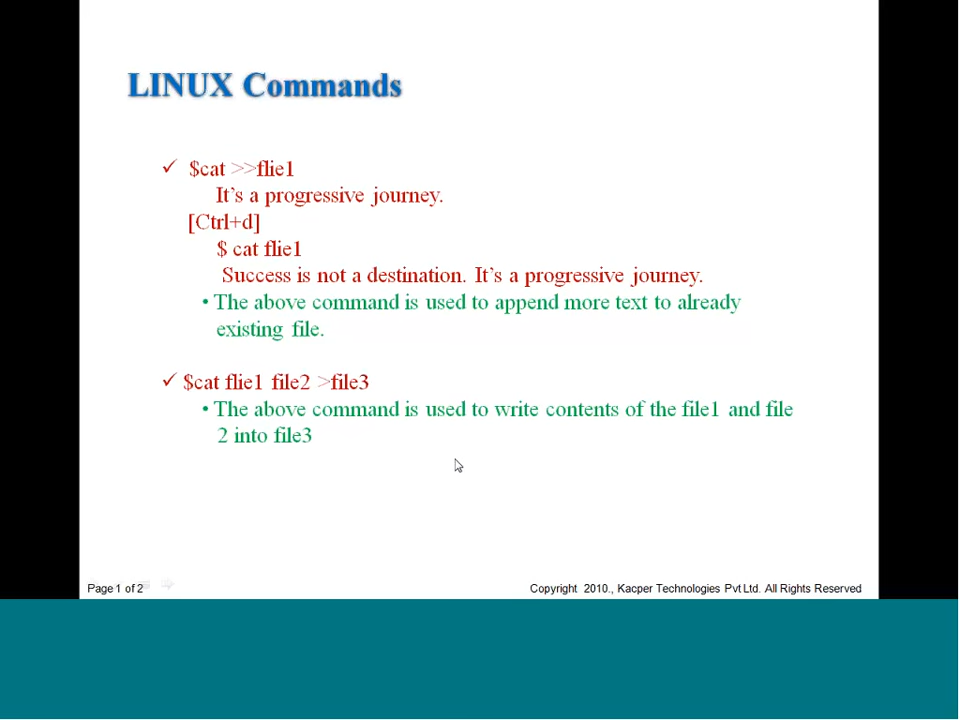 LINUX Commands
$cat >>flie1
It's a progressive journey.
[Ctrl+d]
$ cat flie1
Success is not a destination. It's a progressive journey.
• The above command is used to append more text to already
existing file.
$cat flie1 file2 >file3
• The above command is used to write contents of the file1 and file
2 into file3
Page 1 of 2
Copyright 2010., Kacper Technologies Pvt Ltd. All Rights Reserved